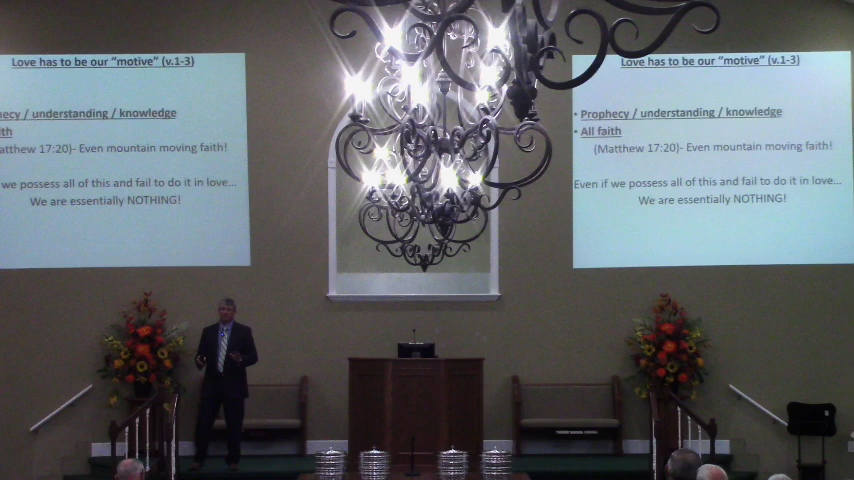 Love has to be our “motive” (v.1-3)
hecy / understanding / knowledge
ith
atthew 17:20)- Even mountain moving faith!
we possess all of this and fail to do it in love...
We are essentially NOTHING!
Love has to be our “motive” (v.1-3)
• Prophecy / understanding / knowledge
• All faith
(Matthew 17:20)- Even mountain moving faith!
Even if we possess all of this and fail to do it in love...
We are essentially NOTHING!